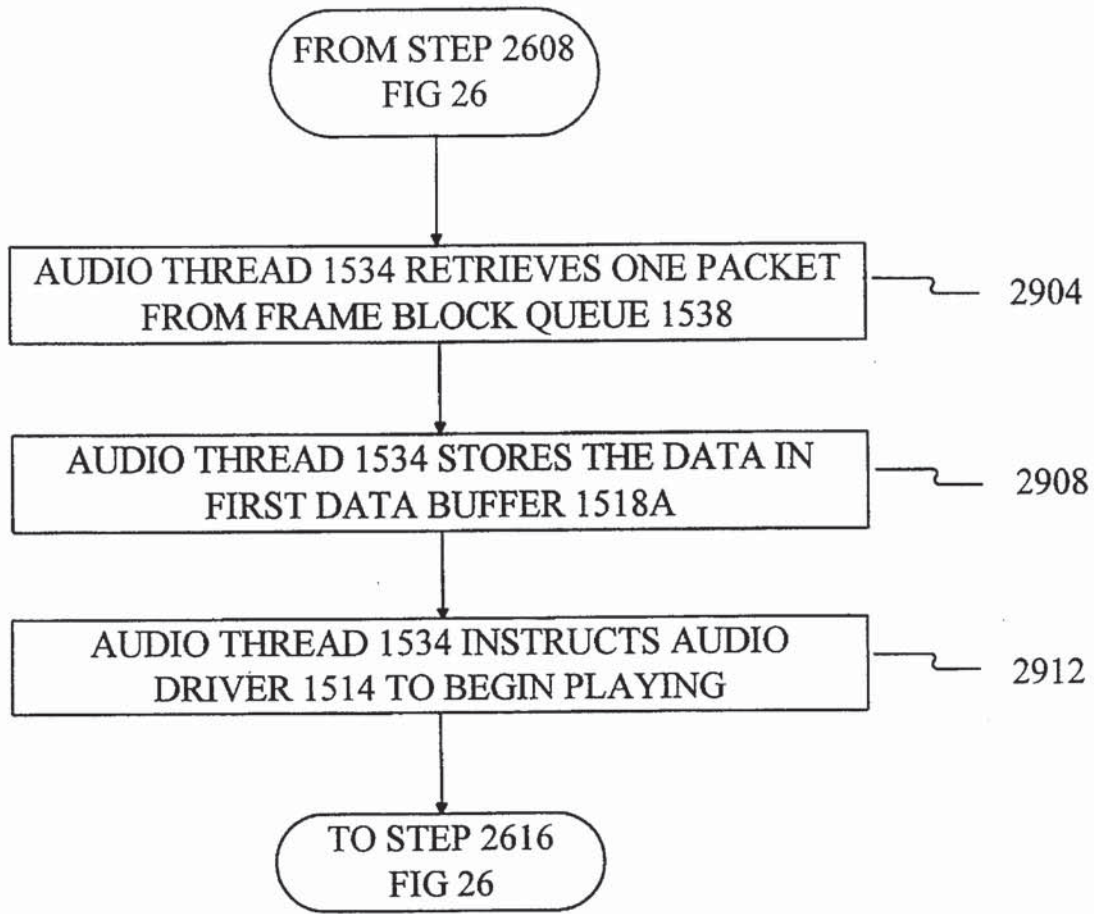 FROM STEP 2608
FIG 26
AUDIO THREAD 1534 RETRIEVES ONE PACKET
FROM FRAME BLOCK QUEUE 1538
2904
AUDIO THREAD 1534 STORES THE DATA IN
FIRST DATA BUFFER 1518A
2908
AUDIO THREAD 1534 INSTRUCTS AUDIO
DRIVER 1514 TO BEGIN PLAYING
2912
TO STEP 2616
FIG 26